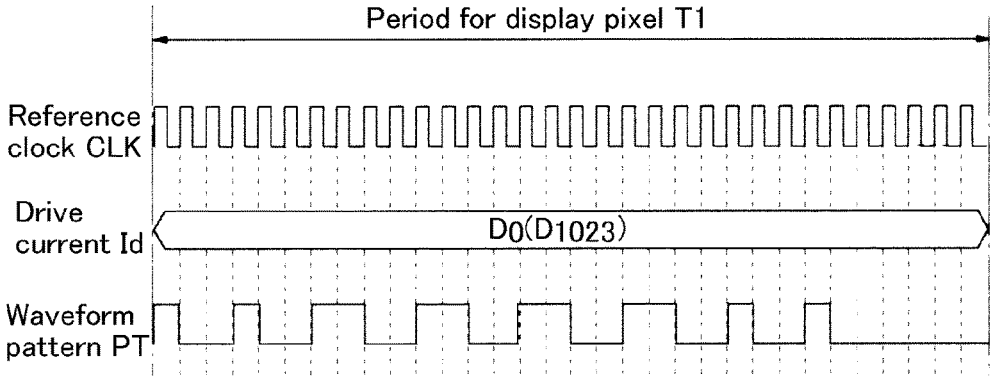 Period for display pixel T1
Reference
clock CLK
Drive
current Id
D0(D1023)
Waveform
pattern PT